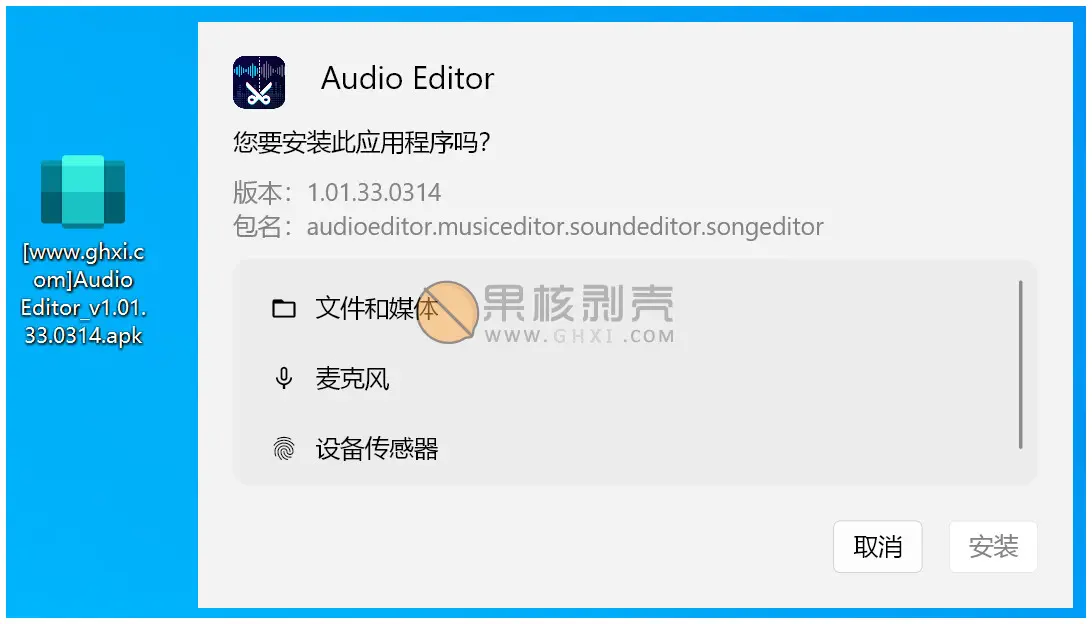 Audio Editor
您要安装此应用程序吗?
版本：1.01.33.0314
包名：audioeditor.musiceditor.soundeditor.songeditor
[www.ghxi.c
om]Audio
Editor_v1.01.
33.0314.apk
文件和媒体
果核剥壳
WWW.GHXI.COM
麦克风
设备传感器
取消
安装